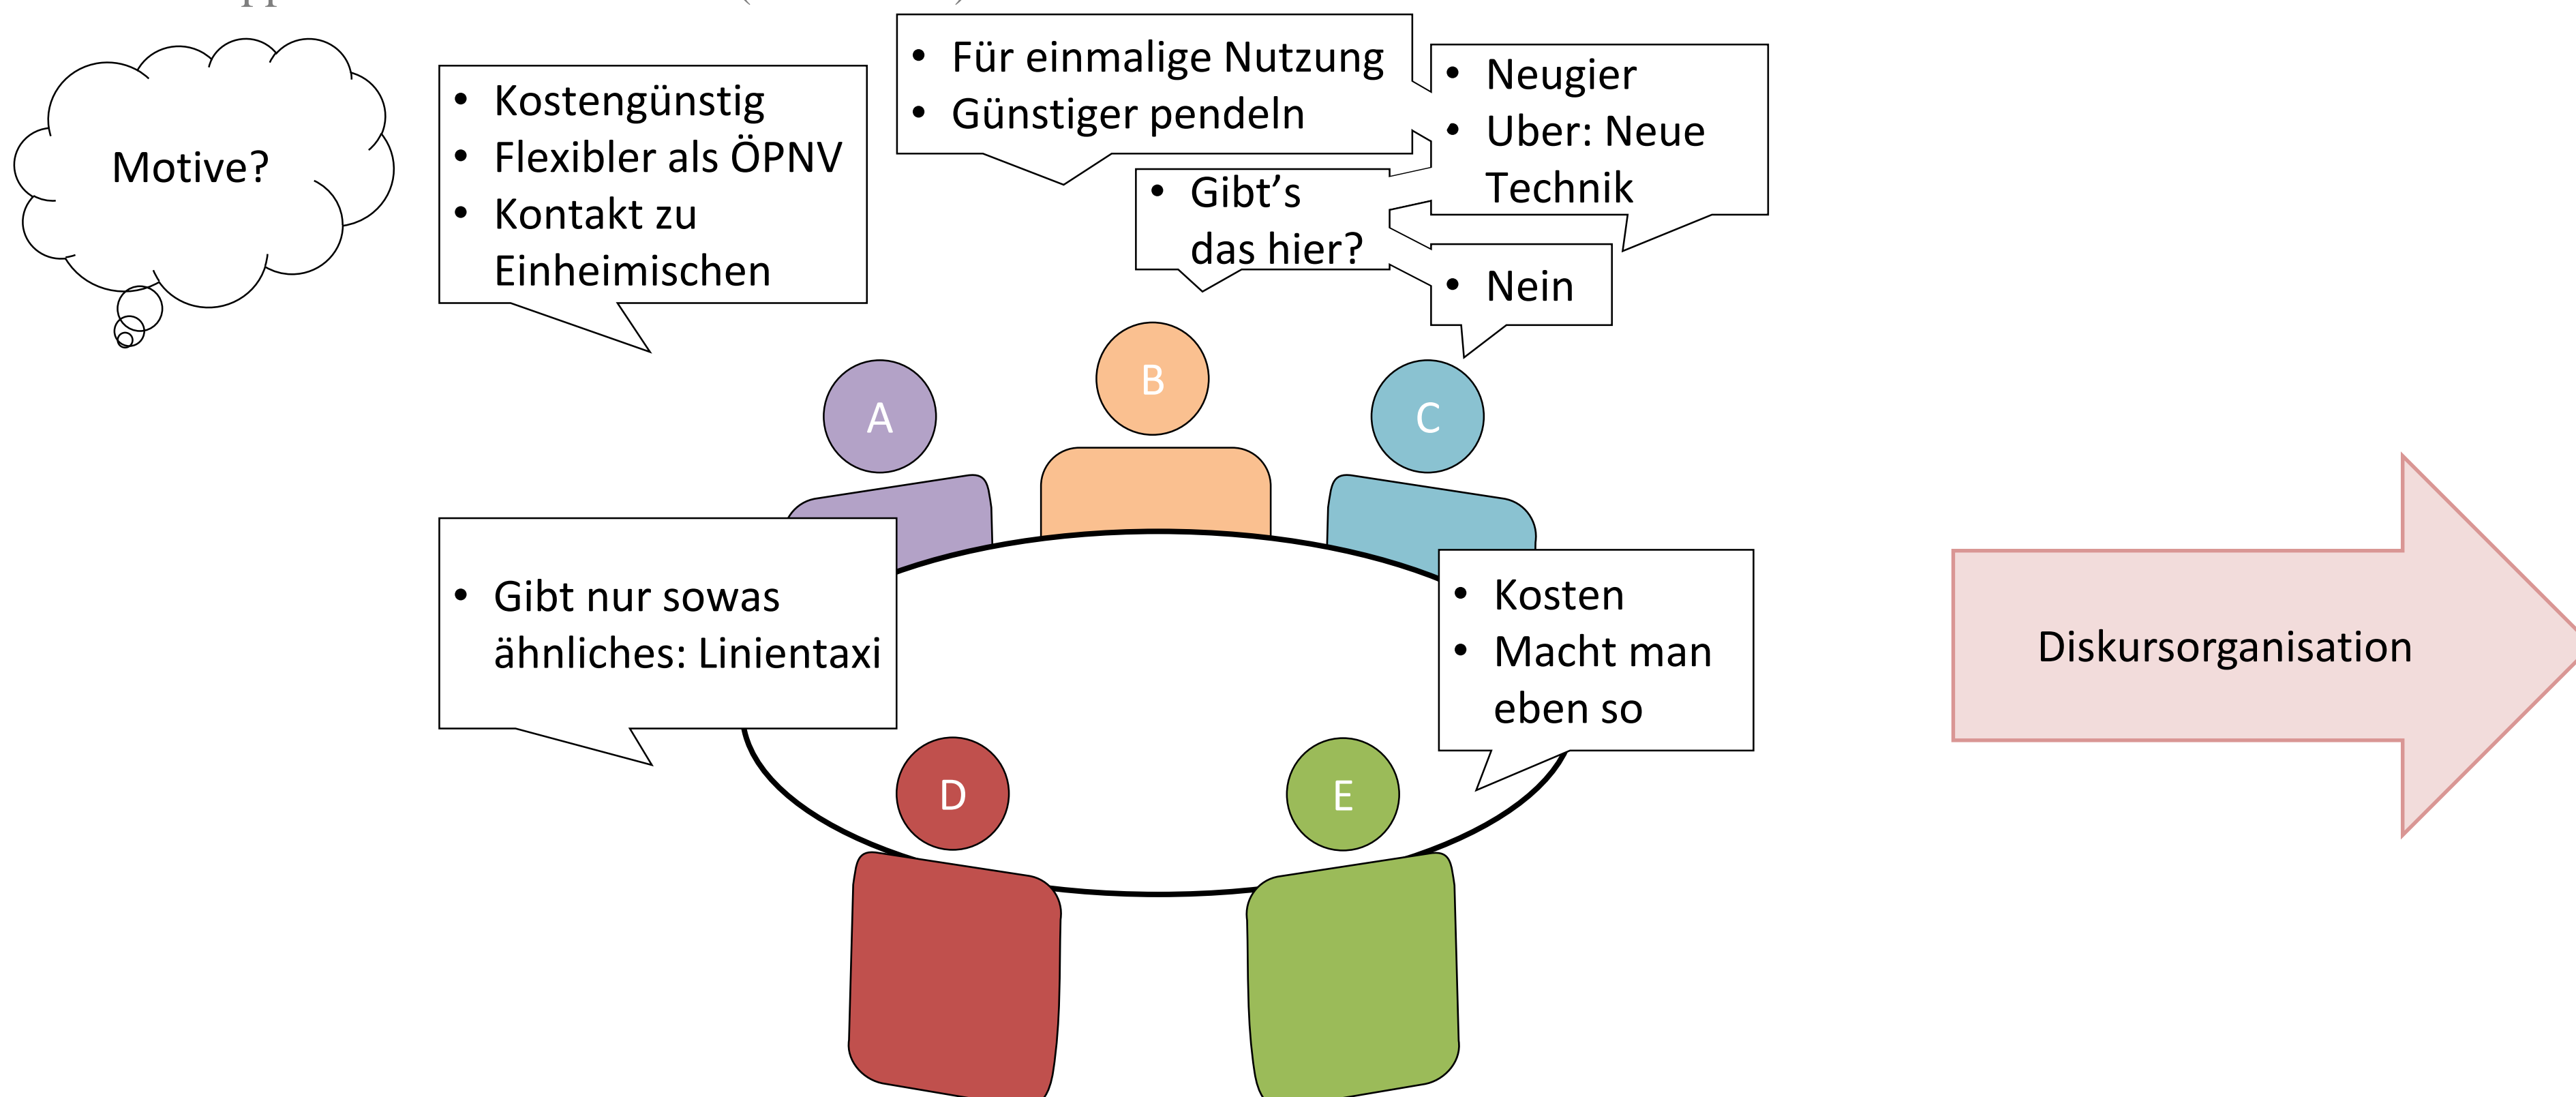 Motive?
• Kostengünstig
• Flexibler als ÖPNV
• Kontakt zu
Einheimischen
• Für einmalige Nutzung
• Günstiger pendeln
• Neugier
• Uber: Neue
Technik
• Gibt’s
das hier?
• Nein
A
B
C
• Gibt nur sowas
ähnliches: Linientaxi
• Kosten
• Macht man
eben so
Diskursorganisation
D
E